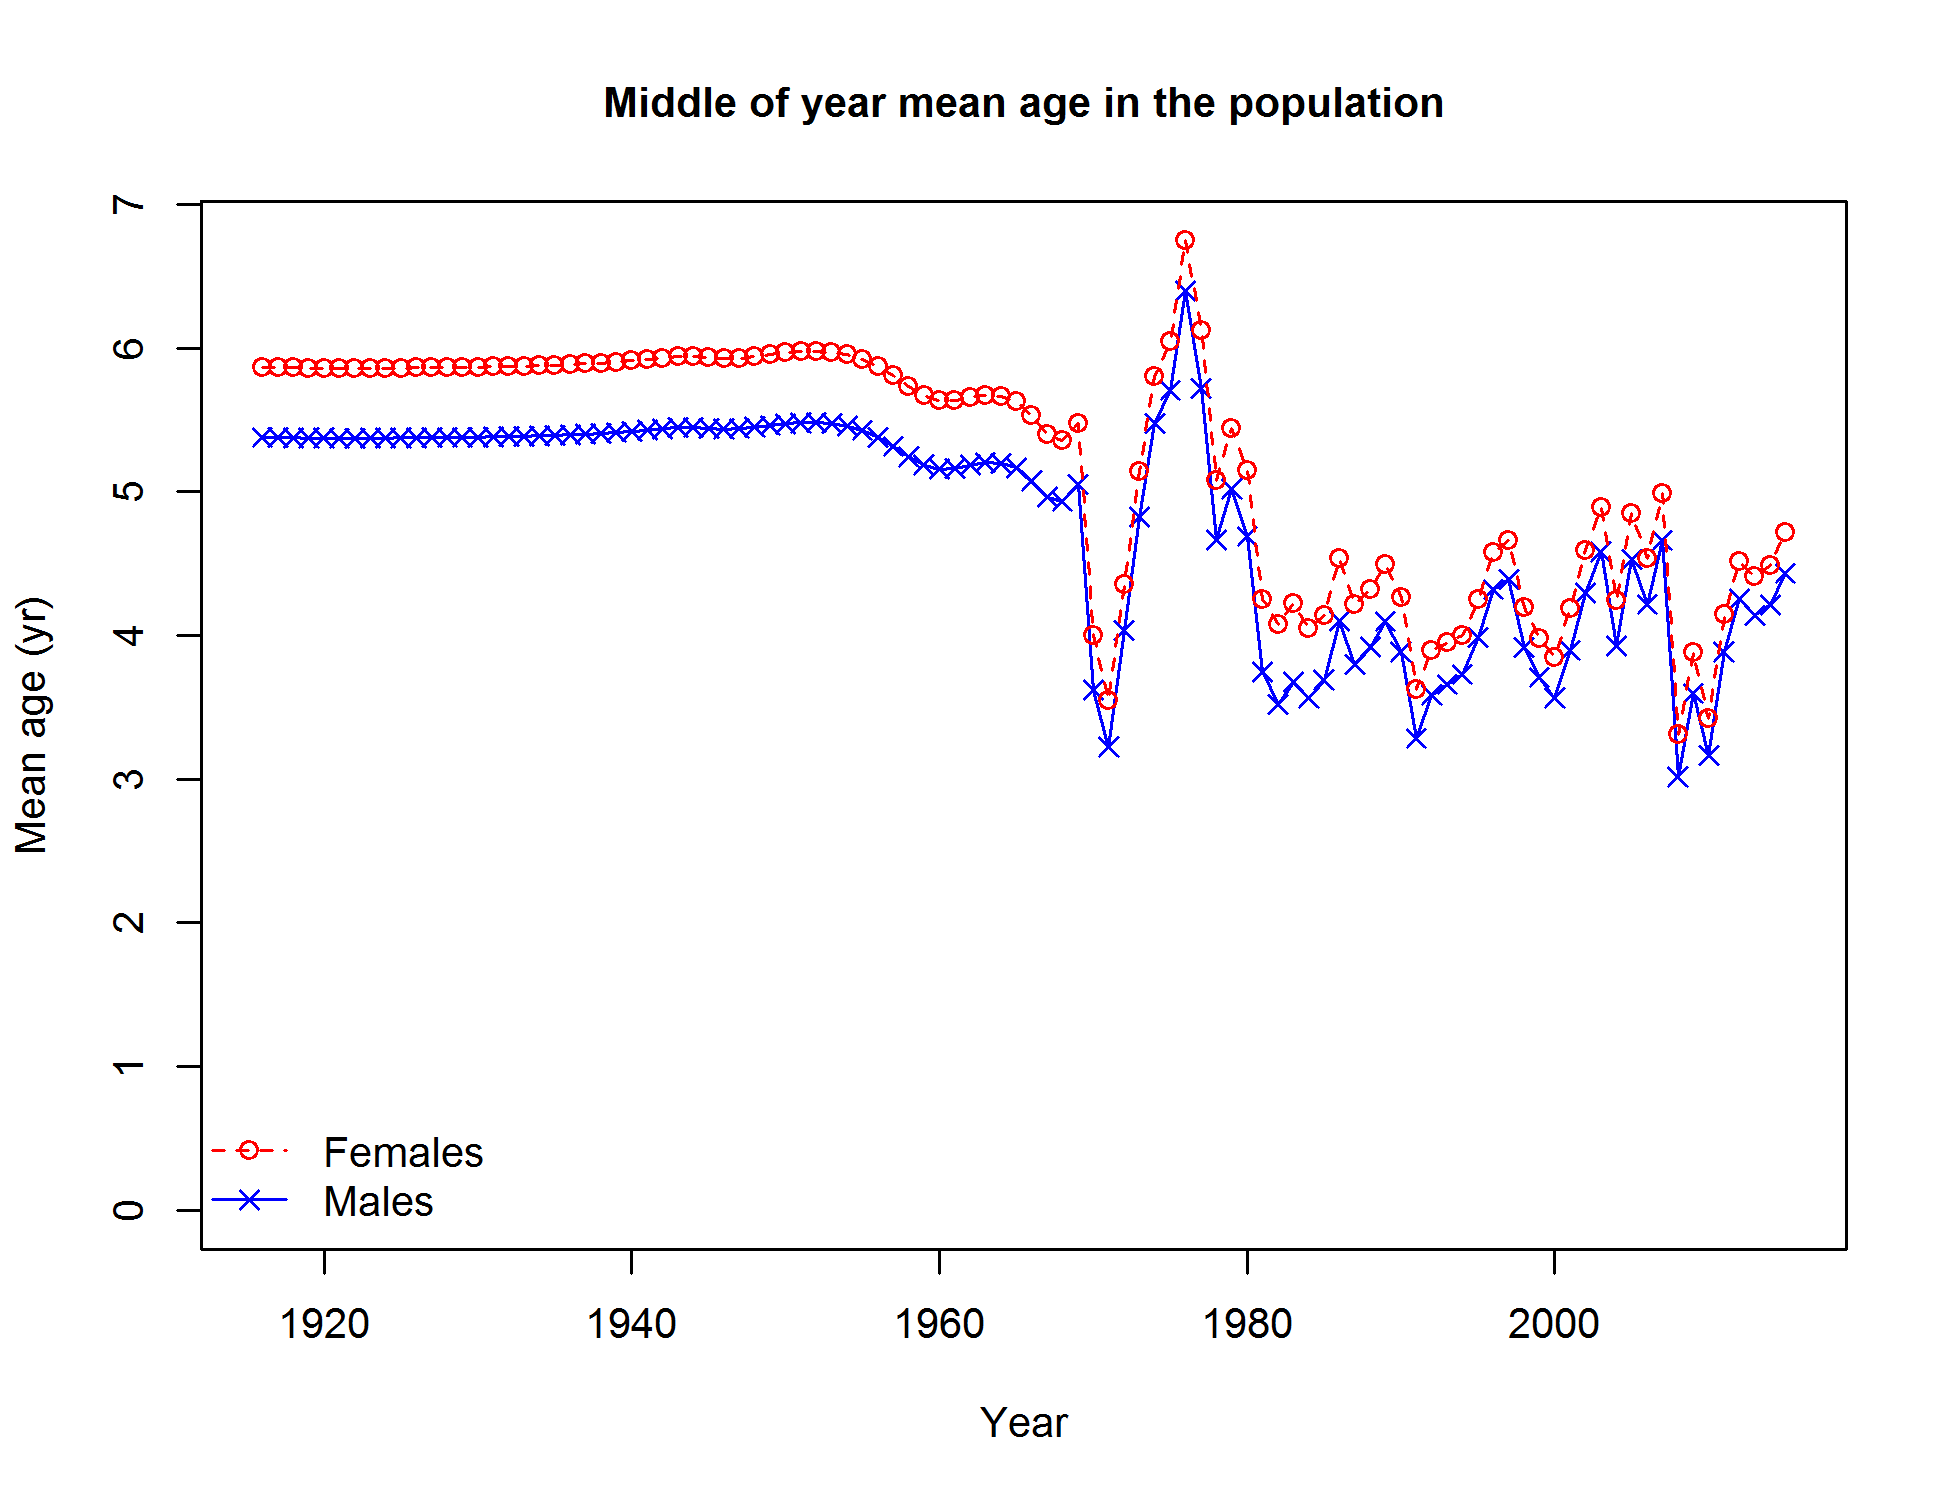 Middle of year mean age in the population
Mean age (yr)
7
6
5
4
3
2
1
0
Females
Males
1920 1940 1960 1980 2000
Year